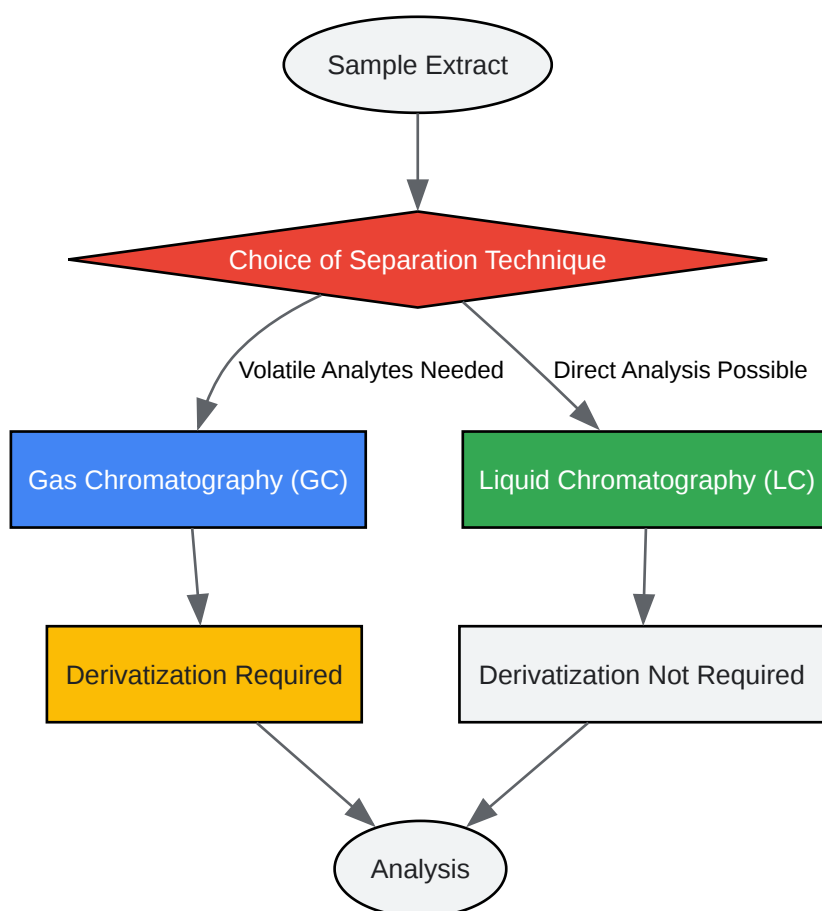 Sample Extract
Choice of Separation Technique
Volatile Analytes Needed
Direct Analysis Possible
Gas Chromatography (GC)
Liquid Chromatography (LC)
Derivatization Required
Derivatization Not Required
Analysis